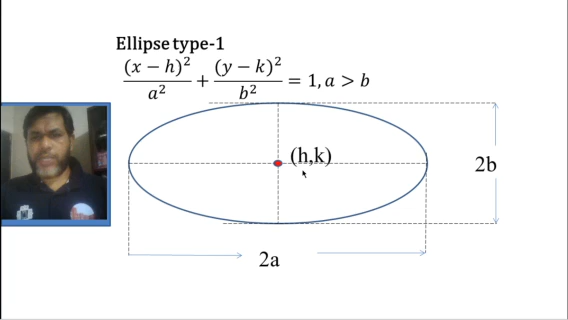 Ellipse type-1
(x − h)²/a² + (y − k)²/b² = 1, a > b
(h,k)
2b
2a